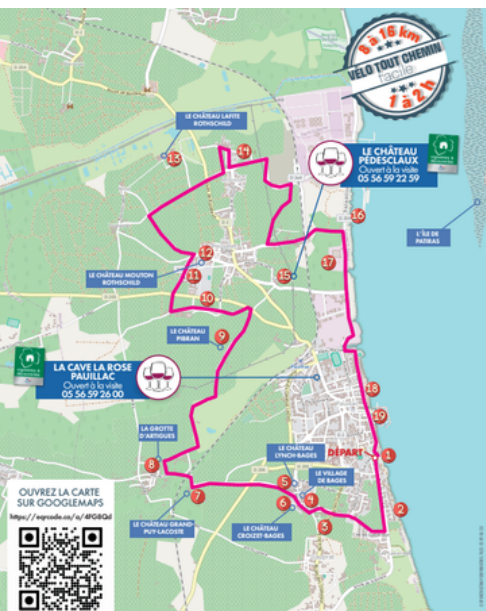 8 à 16 km
VÉLO TOUT CHEMIN
facile
1 à 2h
LE CHÂTEAU LAFITE
ROTHSCHILD
13
14
LE CHÂTEAU
PÉDESCLAUX
Ouvert à la visite
05 56 59 22 59
16
L'ÎLE DE
PATIRAS
12
17
LE CHÂTEAU MOUTON
ROTHSCHILD
11
15
10
LE CHÂTEAU
PIBRAN
9
LA CAVE LA ROSE
PAUILLAC
Ouvert à la visite
05 56 59 26 00
18
19
LA GROTTE
D'ARTIGUES
LE CHÂTEAU
LYNCH-BAGES
DÉPART
1
8
5
LE VILLAGE
DE BAGES
7
4
6
2
3
LE CHÂTEAU-GRAND-
PUY-LACOSTE
LE CHÂTEAU
CROIZET-BAGES
OUVREZ LA CARTE
SUR GOOGLEMAPS